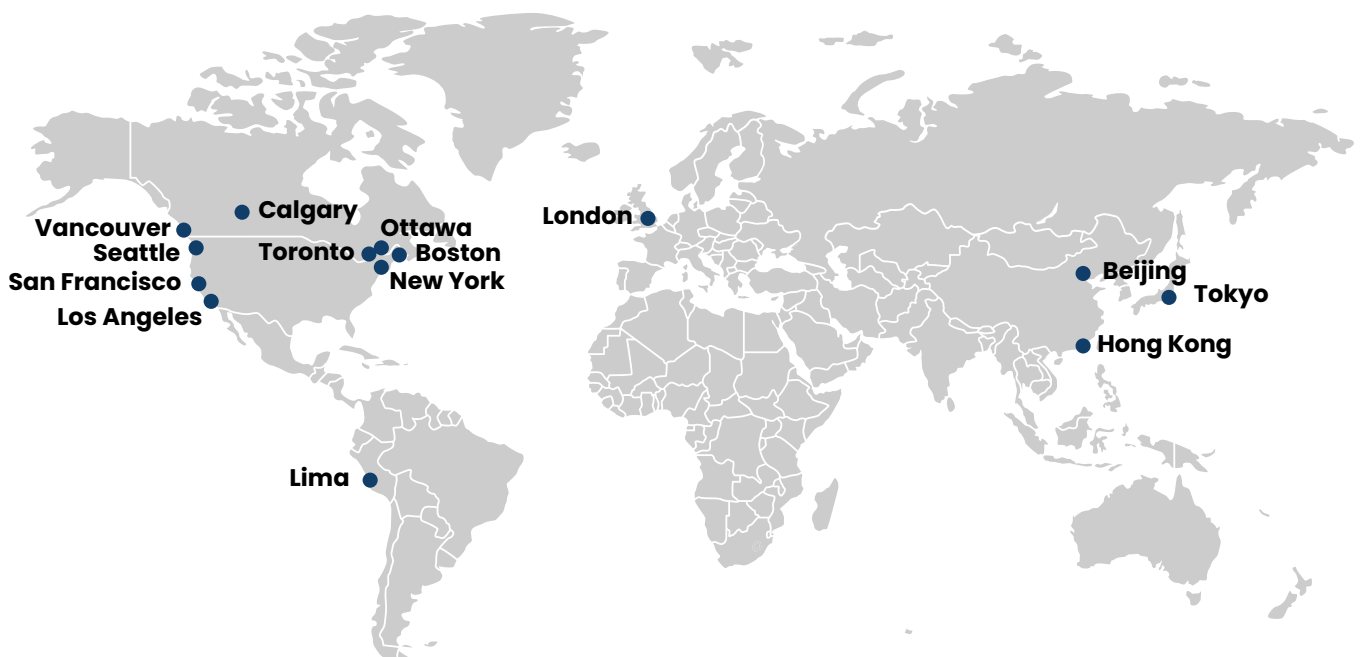 Calgary
Vancouver
Ottawa
London
Seattle
Toronto
Boston
San Francisco
New York
Los Angeles
Beijing
Tokyo
Hong Kong
Lima